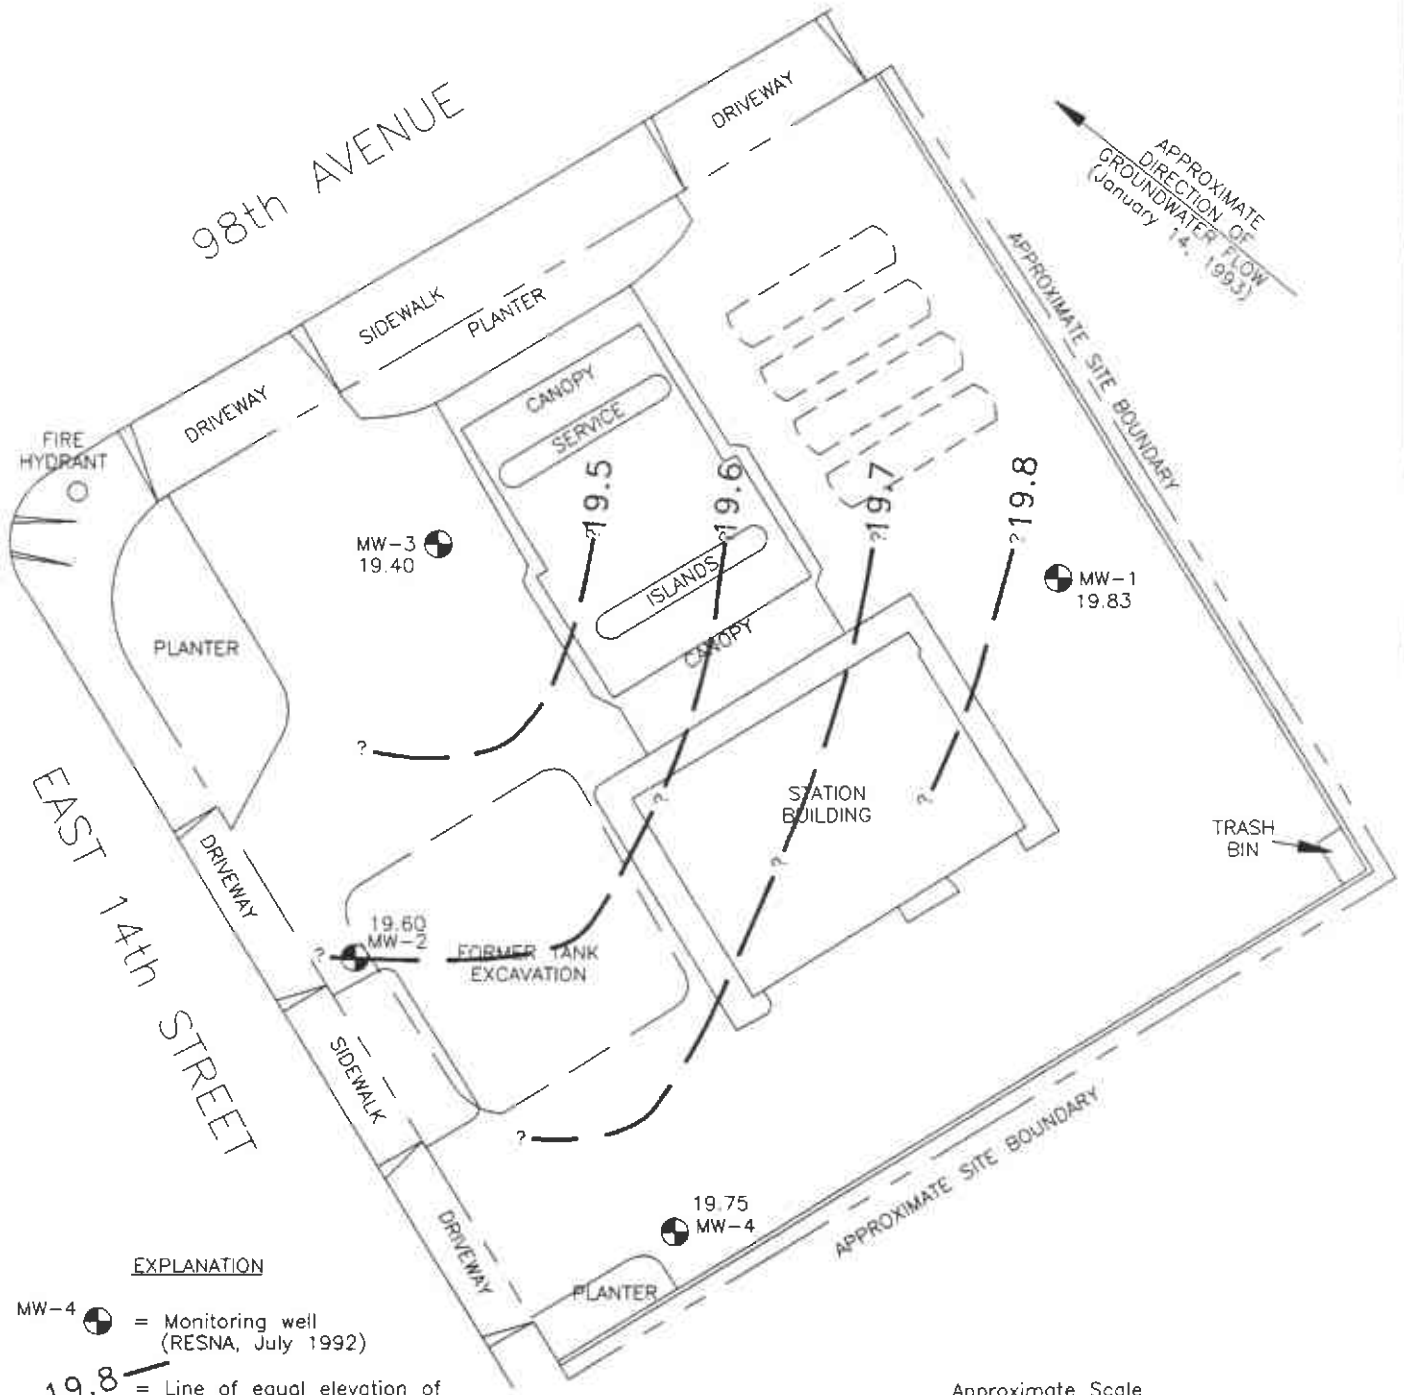 98th AVENUE
DRIVEWAY
APPROXIMATE
DIRECTION OF
GROUNDWATER FLOW
(January 14, 1993)
SIDEWALK
PLANTER
APPROXIMATE SITE BOUNDARY
CANOPY
SERVICE
DRIVEWAY
FIRE
HYDRANT
19.5
19.6
19.7
19.8
?
?
?
?
MW-3
19.40
ISLANDS
CANOPY
MW-1
19.83
PLANTER
?
EAST 14th STREET
DRIVEWAY
?
STATION
BUILDING
?
?
TRASH
BIN
19.60
MW-2
?
FORMER TANK
EXCAVATION
SIDEWALK
?
APPROXIMATE SITE BOUNDARY
DRIVEWAY
19.75
MW-4
PLANTER
EXPLANATION
MW-4 = Monitoring well
(RESNA, July 1992)
19.8 = Line of equal elevation of
Approximate Scale